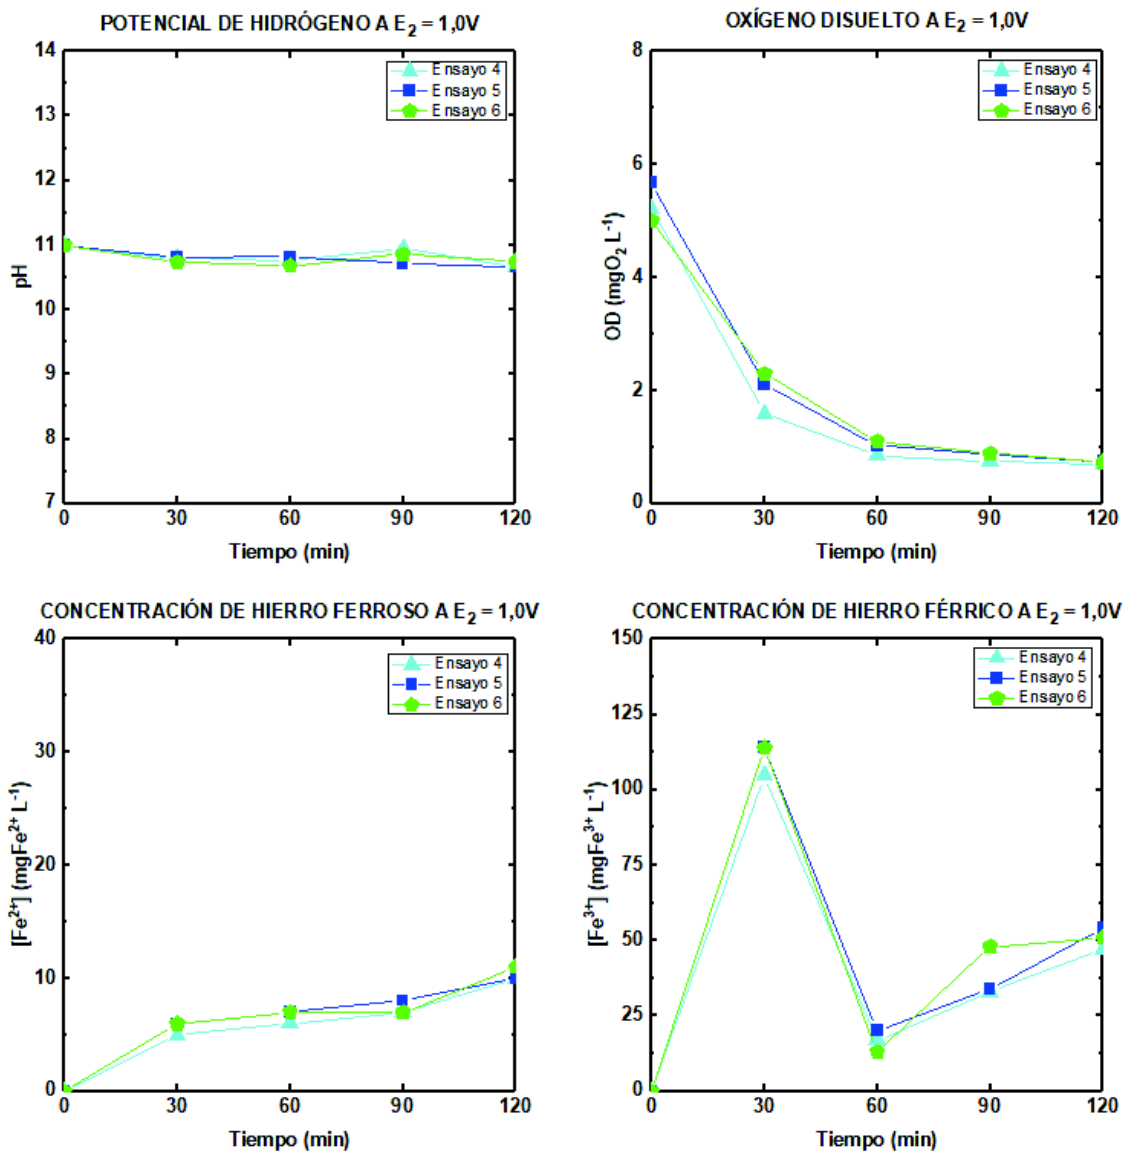 POTENCIAL DE HIDRÓGENO A E2 = 1,0V
14
13
12
11
10
9
8
7
pH
0 30 60 90 120
Tiempo (min)
Ensayo 4
Ensayo 5
Ensayo 6
OXÍGENO DISUELTO A E2 = 1,0V
8
6
4
2
0
OD (mgO2 L-1)
0 30 60 90 120
Tiempo (min)
Ensayo 4
Ensayo 5
Ensayo 6
CONCENTRACIÓN DE HIERRO FERROSO A E2 = 1,0V
40
30
20
10
0
[Fe2+] (mgFe2+ L-1)
0 30 60 90 120
Tiempo (min)
Ensayo 4
Ensayo 5
Ensayo 6
CONCENTRACIÓN DE HIERRO FÉRRICO A E2 = 1,0V
150
125
100
75
50
25
0
[Fe3+] (mgFe3+ L-1)
0 30 60 90 120
Tiempo (min)
Ensayo 4
Ensayo 5
Ensayo 6